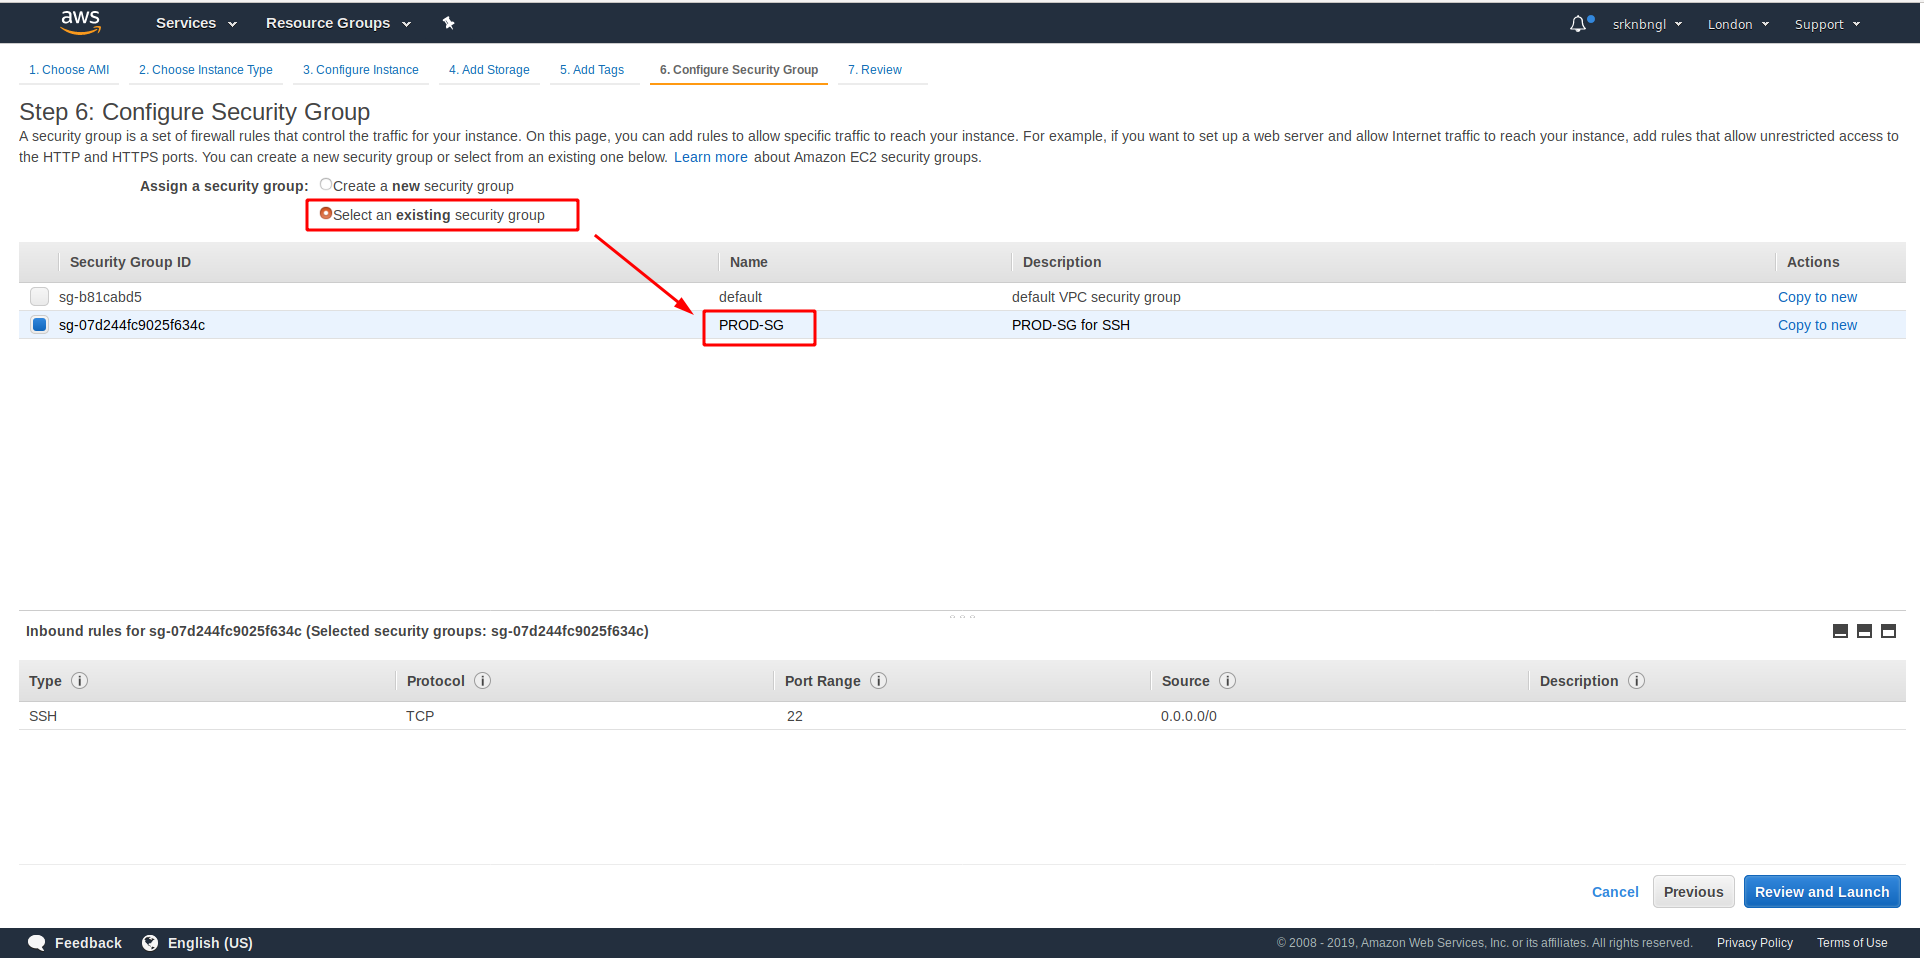 aws Services Resource Groups srknbngl London Support
1. Choose AMI 2. Choose Instance Type 3. Configure Instance 4. Add Storage 5. Add Tags 6. Configure Security Group 7. Review
Step 6: Configure Security Group
A security group is a set of firewall rules that control the traffic for your instance. On this page, you can add rules to allow specific traffic to reach your instance. For example, if you want to set up a web server and allow Internet traffic to reach your instance, add rules that allow unrestricted access to
the HTTP and HTTPS ports. You can create a new security group or select from an existing one below. Learn more about Amazon EC2 security groups.
Assign a security group: Create a new security group
Select an existing security group
Security Group ID Name Description Actions
sg-b81cabd5 default default VPC security group Copy to new
sg-07d244fc9025f634c PROD-SG PROD-SG for SSH Copy to new
Inbound rules for sg-07d244fc9025f634c (Selected security groups: sg-07d244fc9025f634c)
Type i Protocol i Port Range i Source i Description i
SSH TCP 22 0.0.0.0/0
Cancel Previous Review and Launch
Feedback English (US) © 2008 - 2019, Amazon Web Services, Inc. or its affiliates. All rights reserved. Privacy Policy Terms of Use